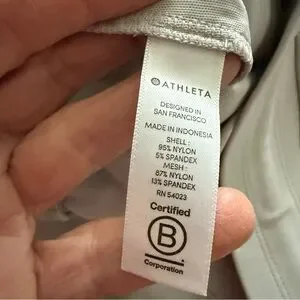 ATHLETA
DESIGNED IN
SAN FRANCISCO
MADE IN INDONESIA
SHELL :
95% NYLON
5% SPANDEX
MESH :
87% NYLON
13% SPANDEX
RN 54023
Certified
B
Corporation